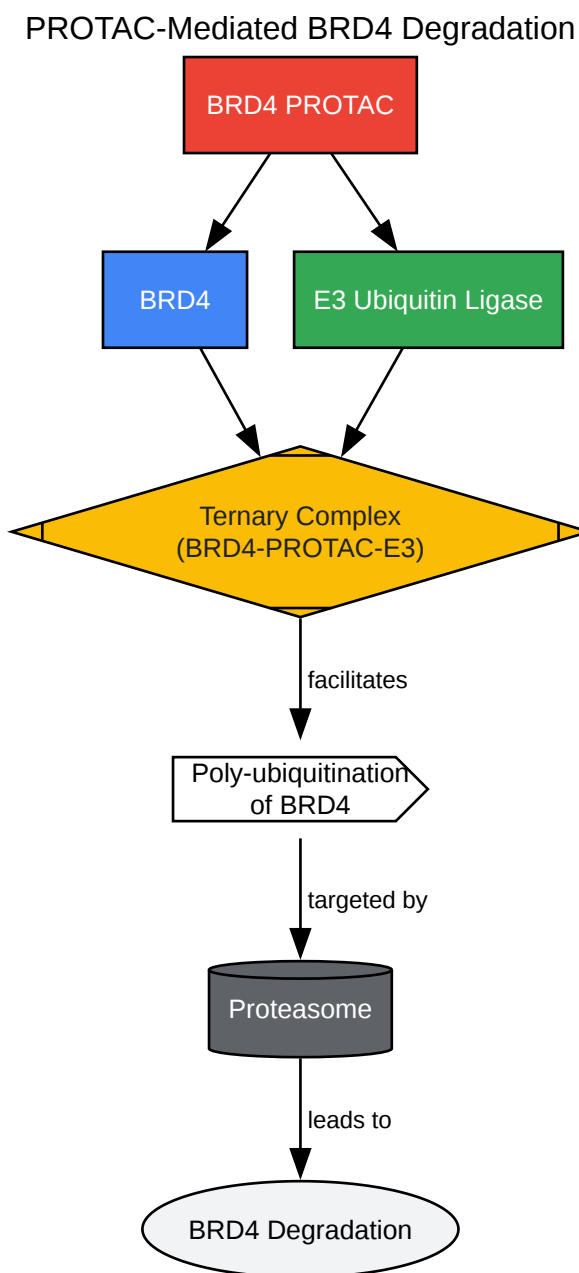 PROTAC-Mediated BRD4 Degradation
BRD4 PROTAC
BRD4
E3 Ubiquitin Ligase
Ternary Complex
(BRD4-PROTAC-E3)
facilitates
Poly-ubiquitination
of BRD4
targeted by
Proteasome
leads to
BRD4 Degradation